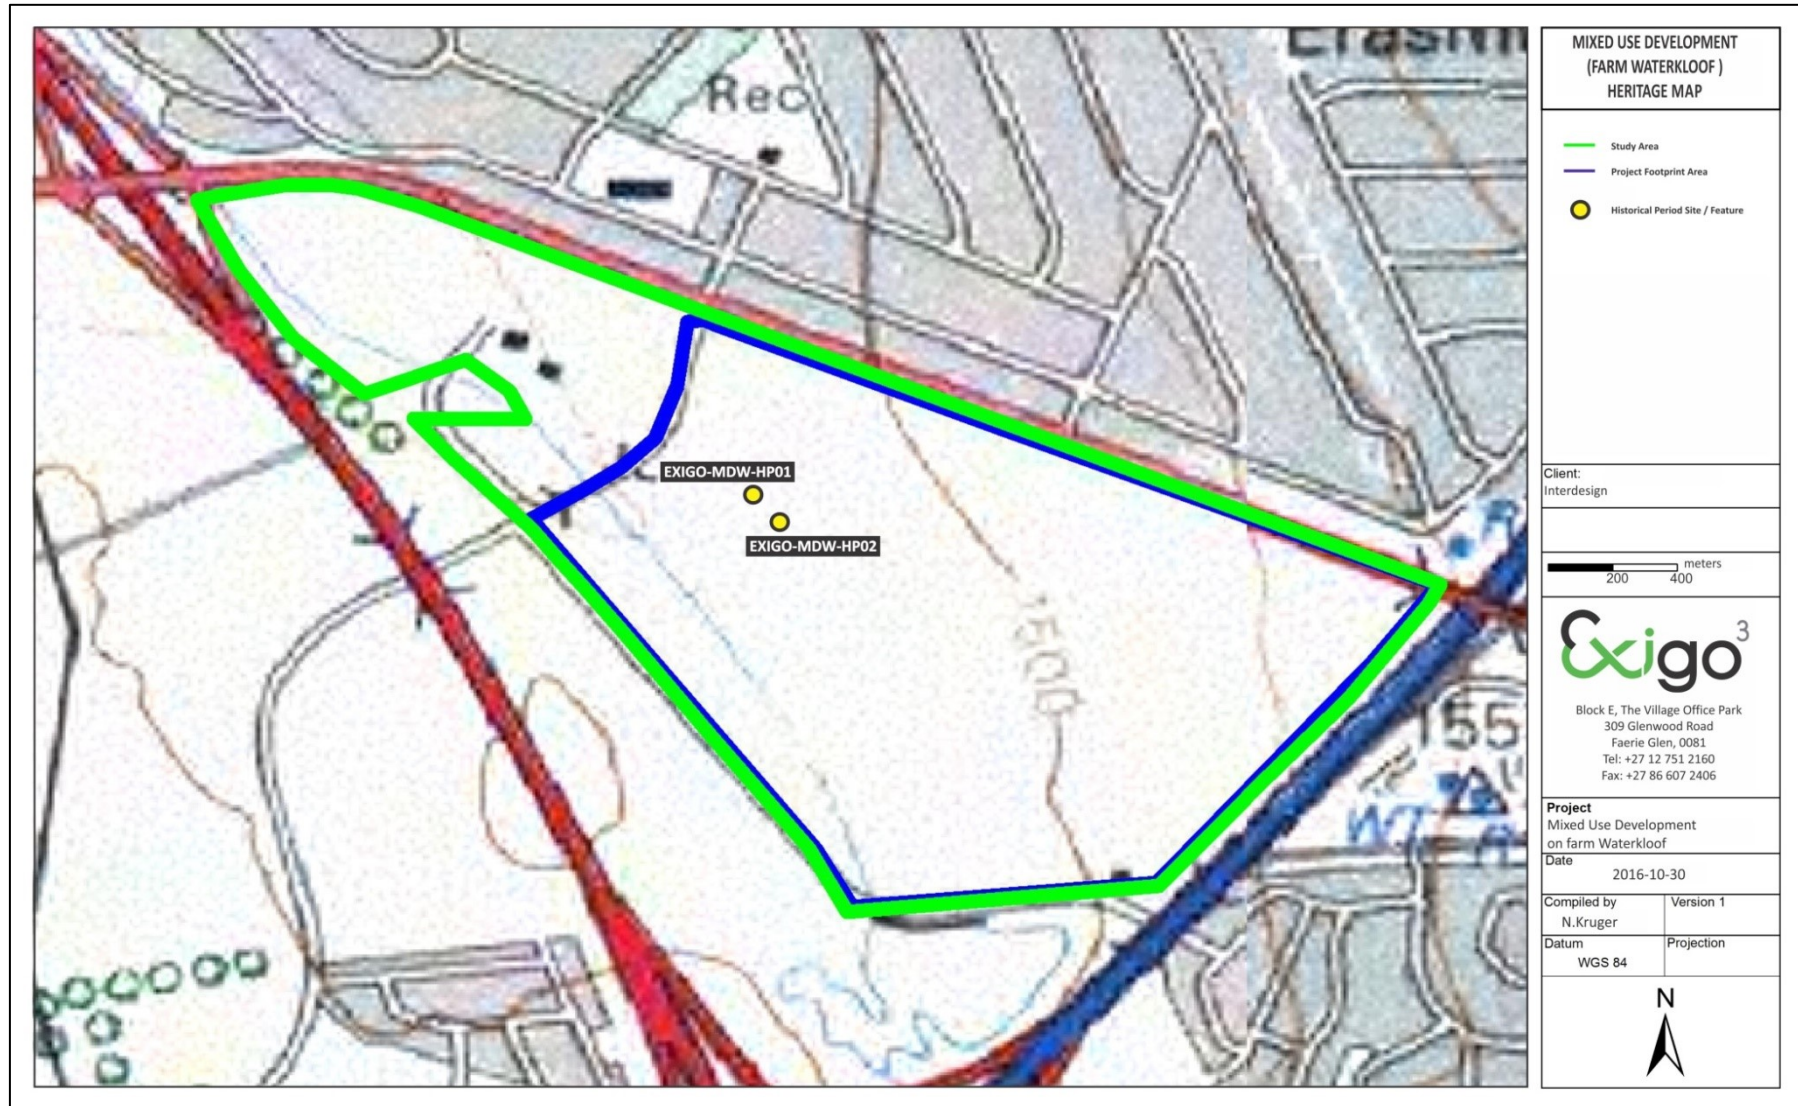 Rec
EXIGO-MDW-HP01
EXIGO-MDW-HP02
1500
155
MIXED USE DEVELOPMENT
(FARM WATERKLOOF )
HERITAGE MAP
Study Area
Project Footprint Area
Historical Period Site / Feature
Client:
Interdesign
meters
200 400
Exigo3
Block E, The Village Office Park
309 Glenwood Road
Faerie Glen, 0081
Tel: +27 12 751 2160
Fax: +27 86 607 2406
Project
Mixed Use Development
on farm Waterkloof
Date
2016-10-30
Compiled by Version 1
N.Kruger
Datum Projection
WGS 84
N